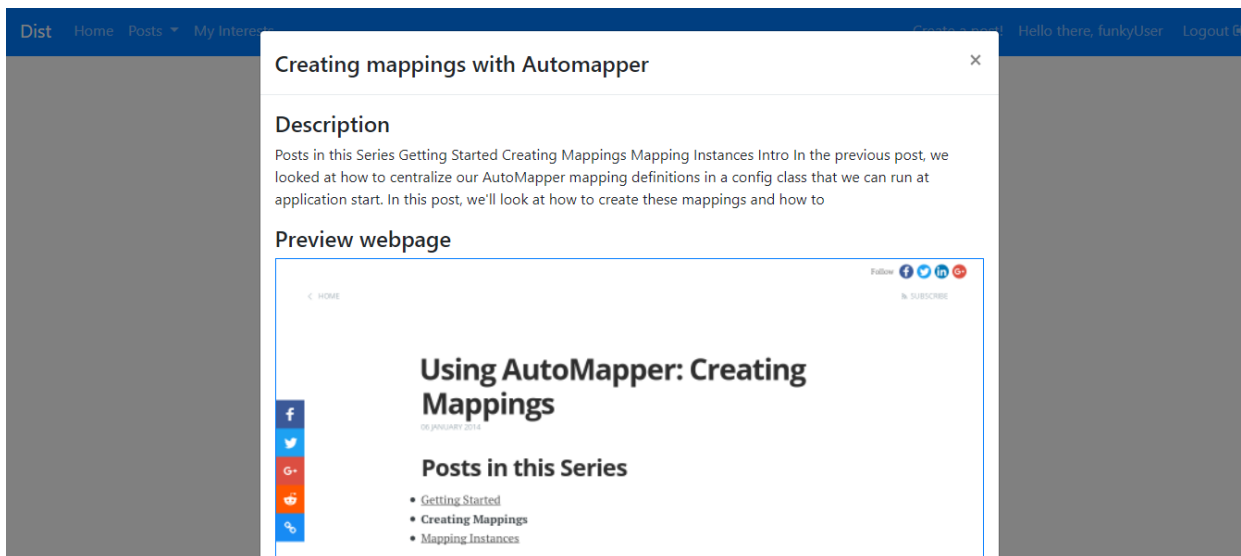 Dist Home Posts My Interests Create a post! Hello there, funkyUser Logout
Creating mappings with Automapper ×
Description
Posts in this Series Getting Started Creating Mappings Mapping Instances Intro In the previous post, we
looked at how to centralize our AutoMapper mapping definitions in a config class that we can run at
application start. In this post, we'll look at how to create these mappings and how to
Preview webpage
Follow
HOME SUBSCRIBE
Using AutoMapper: Creating
Mappings
06 JANUARY 2014
Posts in this Series
• Getting Started
• Creating Mappings
• Mapping Instances